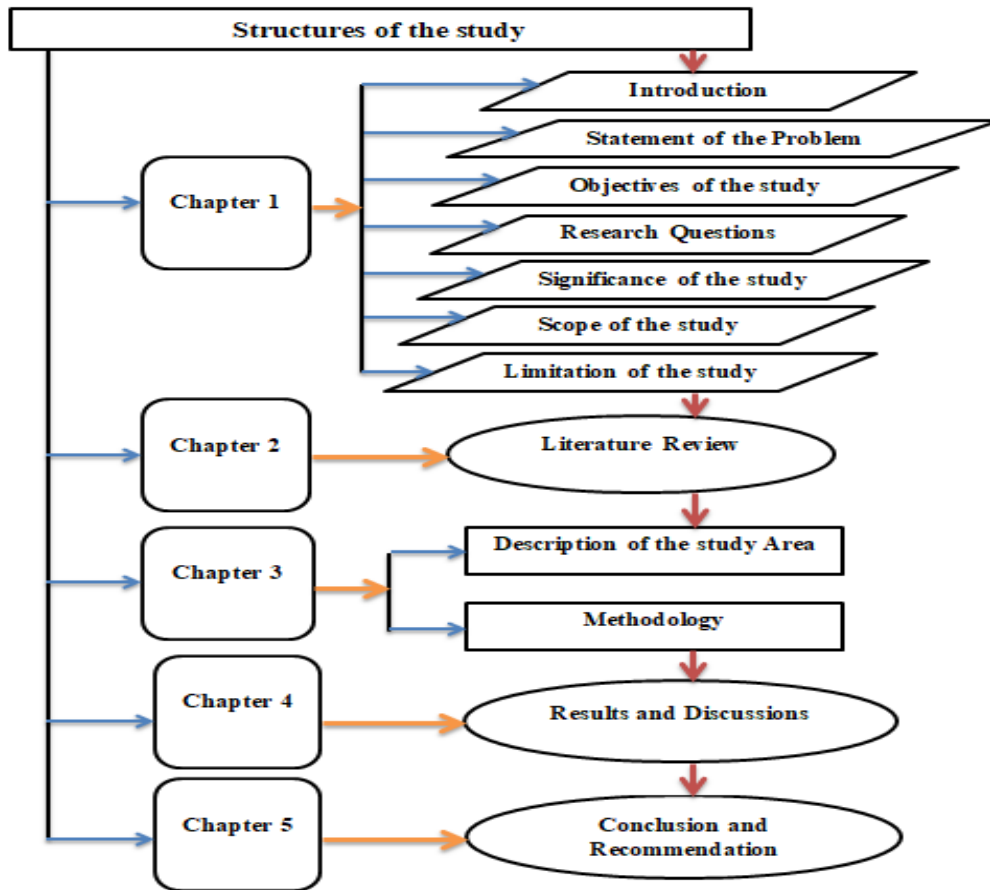 Structures of the study
Introduction
Statement of the Problem
Chapter 1
Objectives of the study
Research Questions
Significance of the study
Scope of the study
Limitation of the study
Chapter 2
Literature Review
Chapter 3
Description of the study Area
Methodology
Chapter 4
Results and Discussions
Chapter 5
Conclusion and
Recommendation